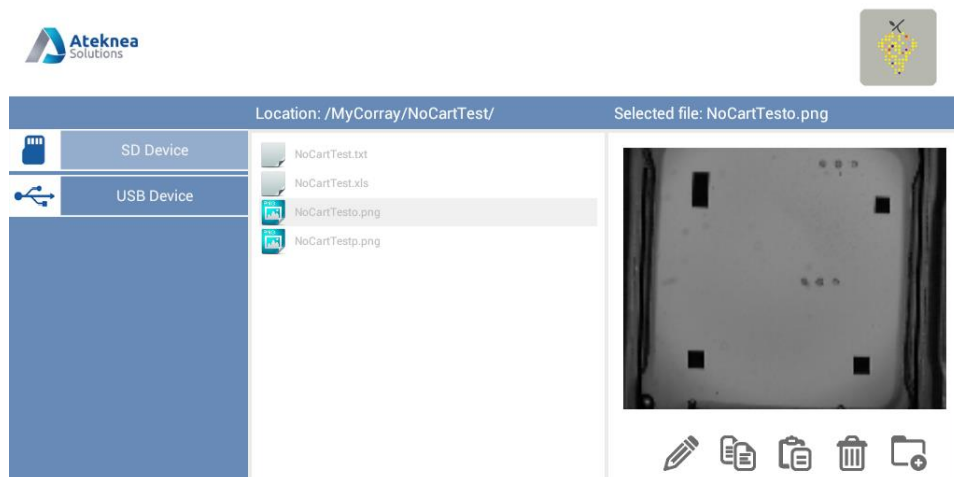 Ateknea
Solutions
Location: /MyCorray/NoCartTest/
Selected file: NoCartTesto.png
SD Device
USB Device
NoCartTest.txt
NoCartTest.xls
NoCartTesto.png
NoCartTestp.png